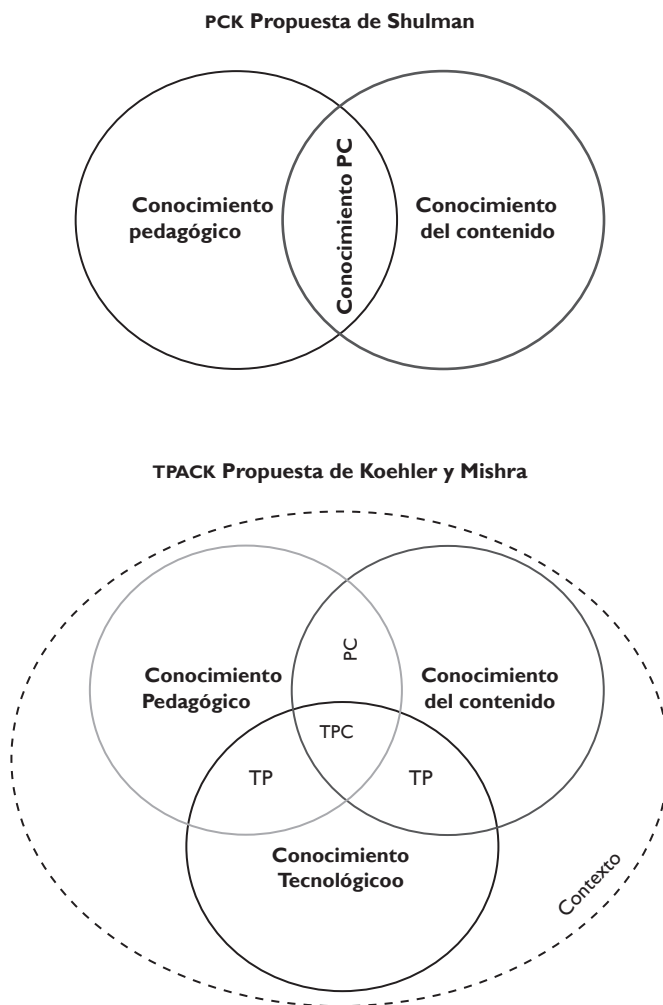 PCK Propuesta de Shulman
Conocimiento
pedagógico
Conocimiento PC
Conocimiento
del contenido
TPACK Propuesta de Koehler y Mishra
PC
Conocimiento
Pedagógico
Conocimiento
del contenido
TPC
TP
TP
Conocimiento
Tecnológicoo
Contexto